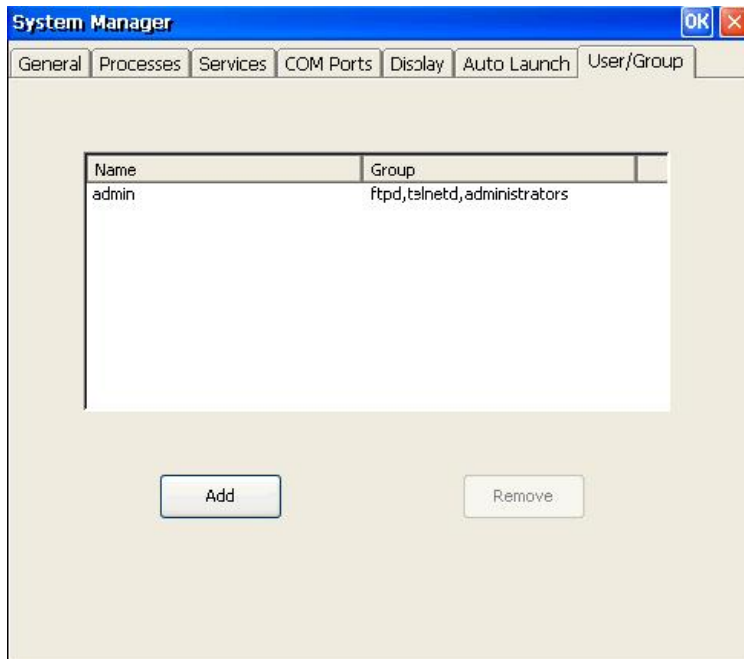 System Manager OK
General Processes Services COM Ports Display Auto Launch User/Group
Name Group
admin ftpd,telnetd,administrators
Add Remove